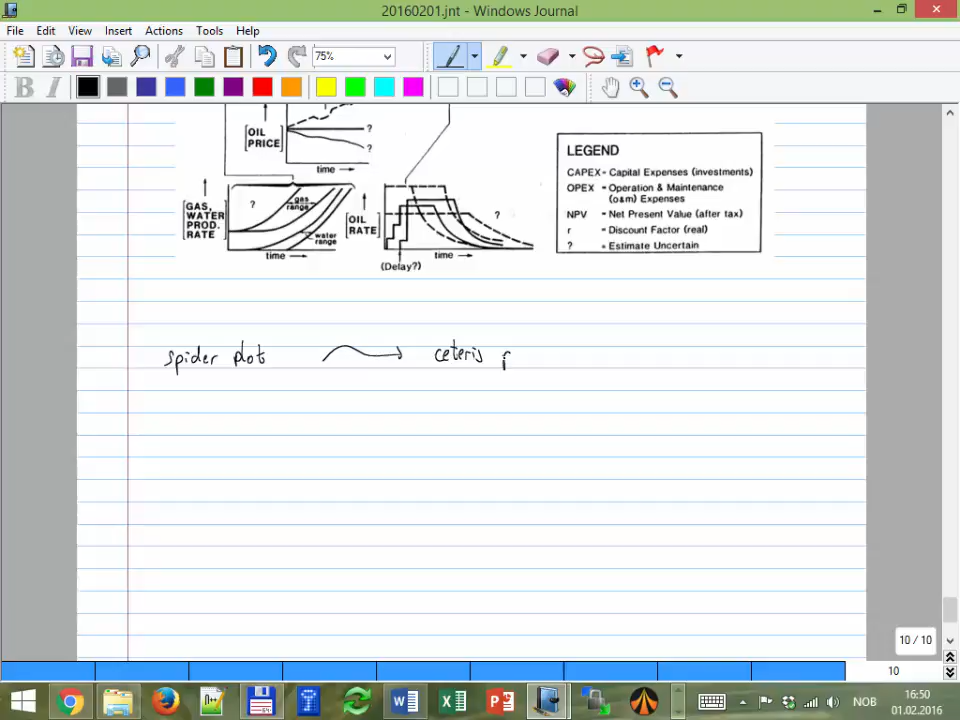 20160201.jnt - Windows Journal
File Edit View Insert Actions Tools Help
75%
B I
[OIL PRICE]
?
?
time
[GAS, WATER PROD. RATE]
?
gas range
water range
time
[OIL RATE]
?
(Delay?)
time
LEGEND
CAPEX = Capital Expenses (investments)
OPEX = Operation & Maintenance
(o&m) Expenses
NPV = Net Present Value (after tax)
r = Discount Factor (real)
? = Estimate Uncertain
spider plot ceteris
10 / 10
10
NOB
16:50
01.02.2016